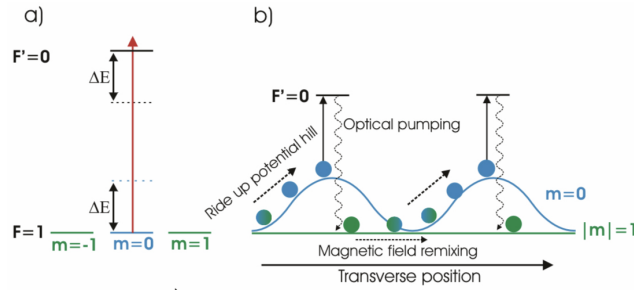 a)
F'=0
ΔE
ΔE
F=1
m=-1
m=0
m=1
b)
F'=0
Optical pumping
Ride up potential hill
m=0
|m|=1
Magnetic field remixing
Transverse position